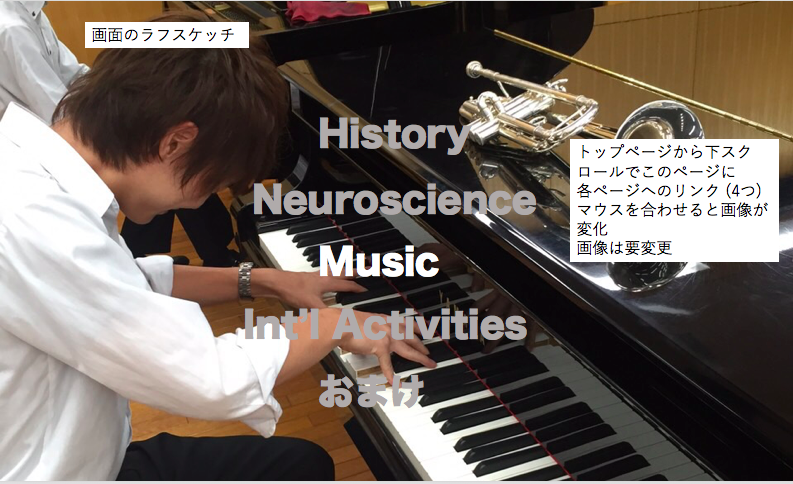 画面のラフスケッチ
History
Neuroscience
Music
Int'l Activities
おまけ
トップページから下スク
ロールでこのページに
各ページへのリンク (4つ)
マウスを合わせると画像が
変化
画像は要変更